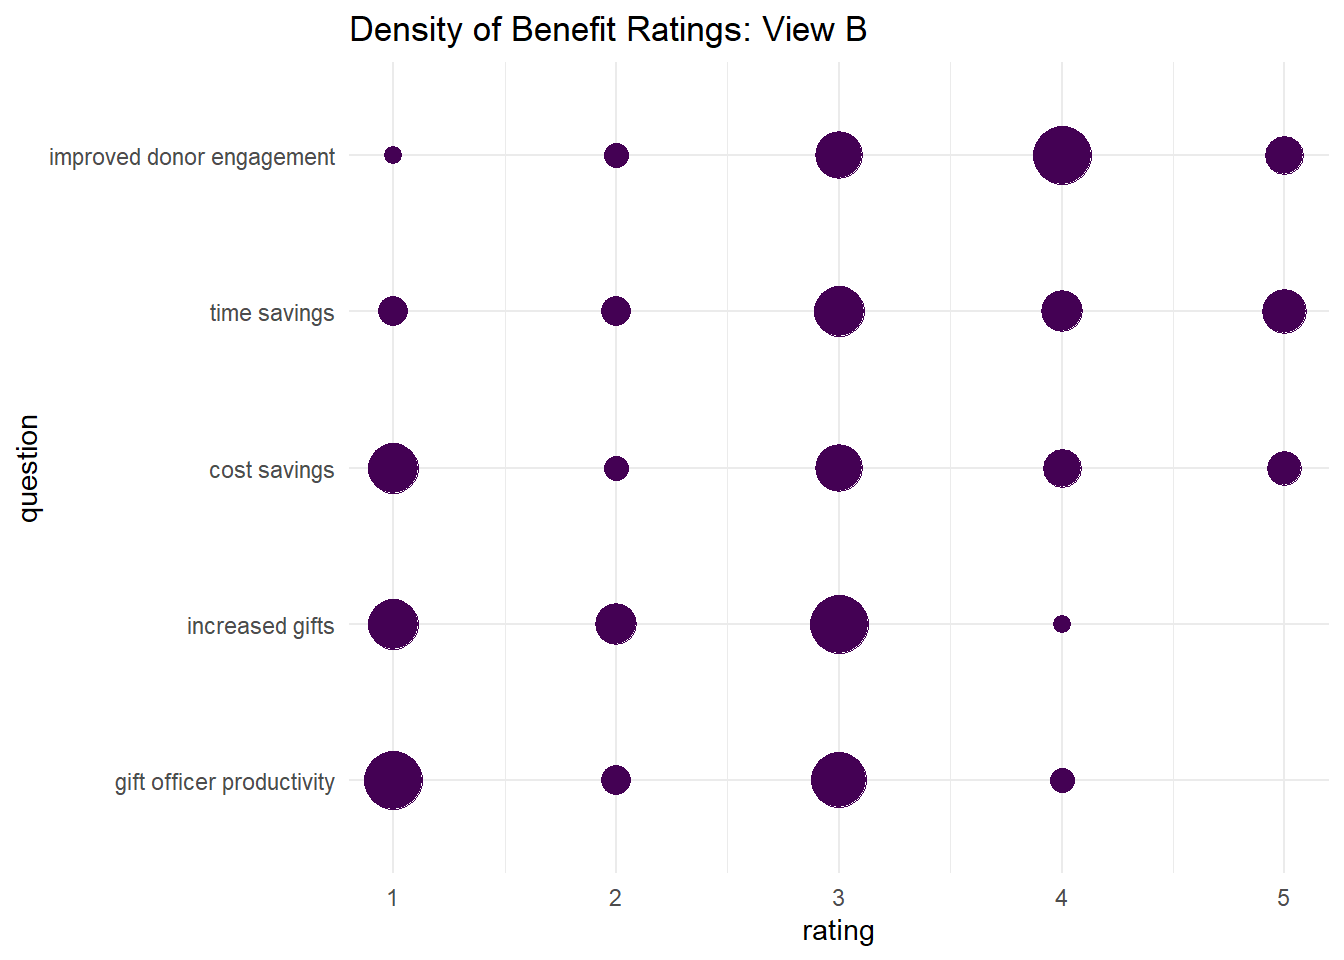 Density of Benefit Ratings: View B
improved donor engagement
time savings
cost savings
increased gifts
gift officer productivity
question
1 2 3 4 5
rating